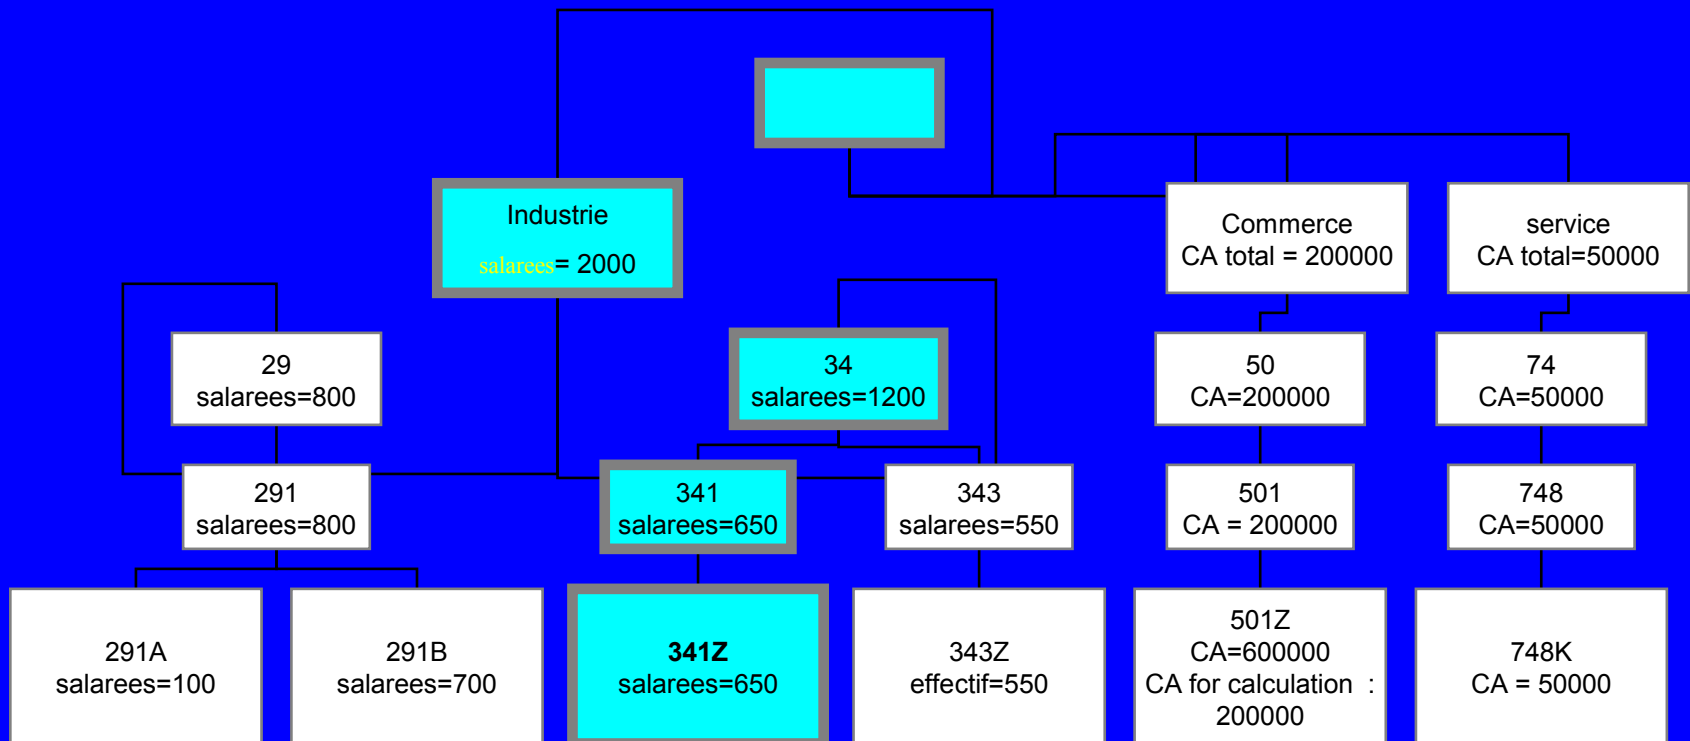 Industrie
salarees= 2000
Commerce
CA total = 200000
service
CA total=50000
29
salarees=800
34
salarees=1200
50
CA=200000
74
CA=50000
291
salarees=800
341
salarees=650
343
salarees=550
501
CA = 200000
748
CA=50000
291A
salarees=100
291B
salarees=700
341Z
salarees=650
343Z
effectif=550
501Z
CA=600000
CA for calculation :
200000
748K
CA = 50000